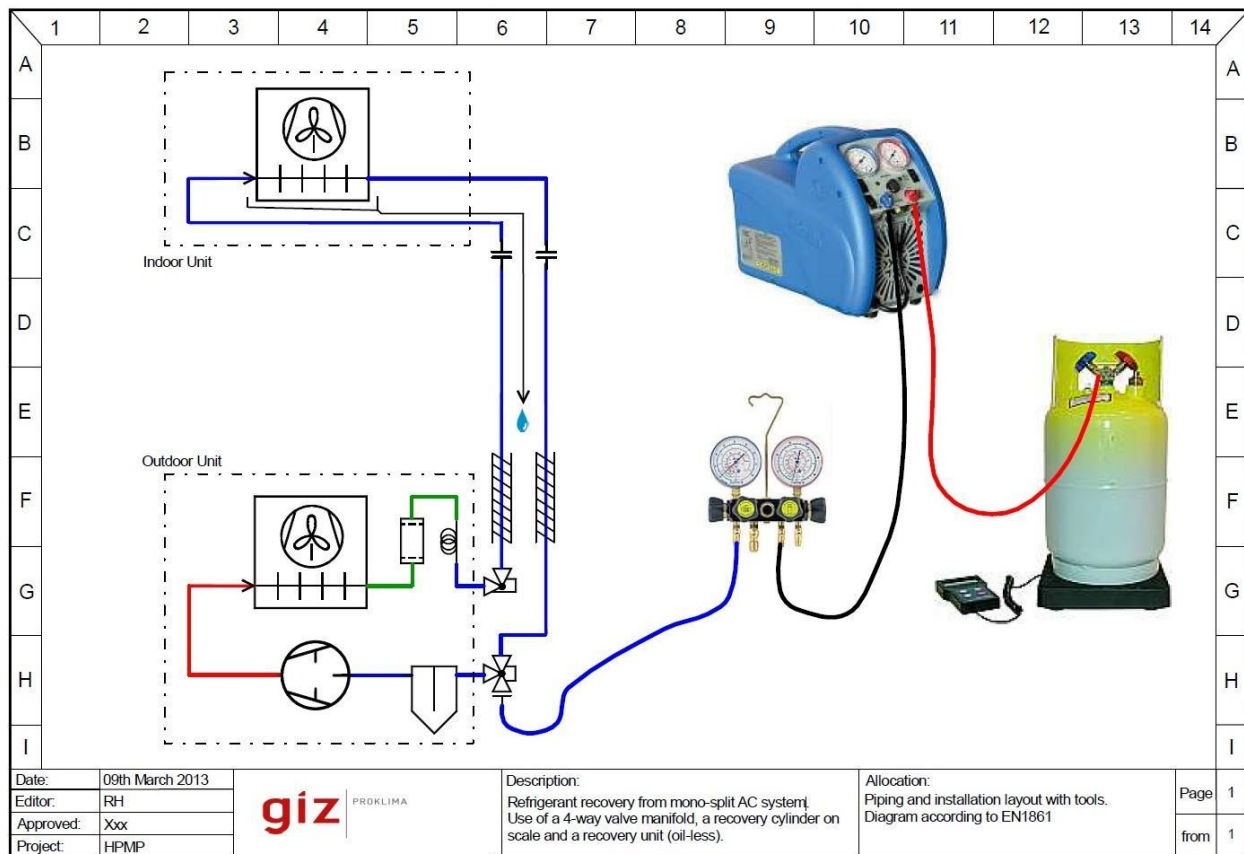 1 2 3 4 5 6 7 8 9 10 11 12 13 14
A A
B B
C C
D D
E E
F F
G G
H H
I I
Indoor Unit
Outdoor Unit
Date: 09th March 2013
Editor: RH
Approved: Xxx
Project: HPMP
giz PROKLIMA
Description:
Refrigerant recovery from mono-split AC system.
Use of a 4-way valve manifold, a recovery cylinder on
scale and a recovery unit (oil-less).
Allocation:
Piping and installation layout with tools.
Diagram according to EN1861
Page 1
from 1